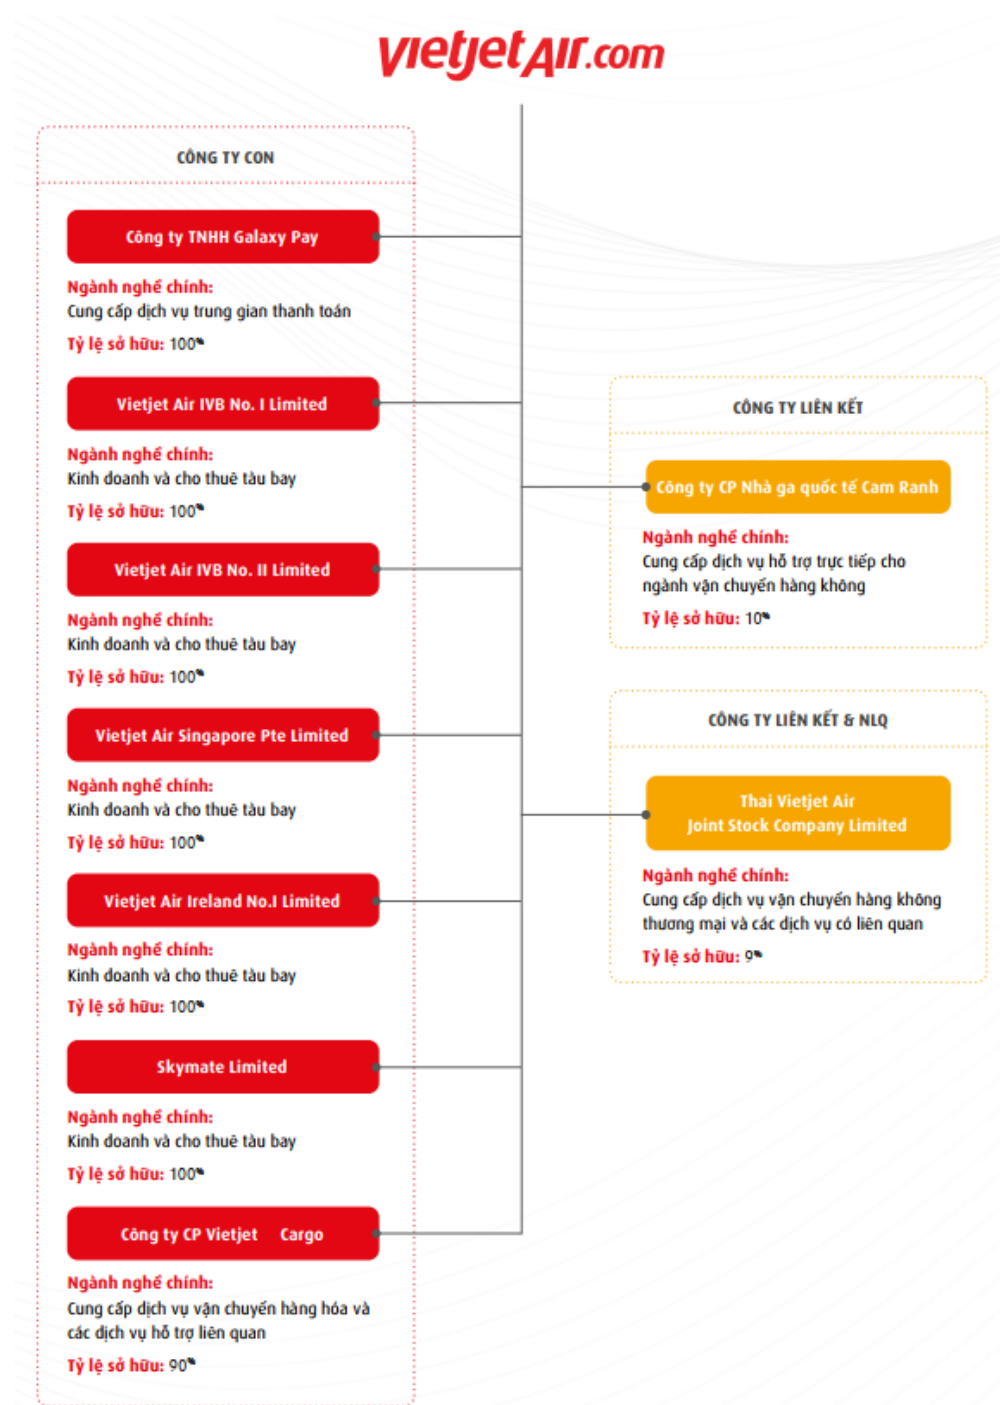 vietjetAir.com
CÔNG TY CON
Công ty TNHH Galaxy Pay
Ngành nghề chính:
Cung cấp dịch vụ trung gian thanh toán
Tỷ lệ sở hữu: 100%
Vietjet Air IVB No. I Limited
Ngành nghề chính:
Kinh doanh và cho thuê tàu bay
Tỷ lệ sở hữu: 100%
Vietjet Air IVB No. II Limited
Ngành nghề chính:
Kinh doanh và cho thuê tàu bay
Tỷ lệ sở hữu: 100%
Vietjet Air Singapore Pte Limited
Ngành nghề chính:
Kinh doanh và cho thuê tàu bay
Tỷ lệ sở hữu: 100%
Vietjet Air Ireland No.I Limited
Ngành nghề chính:
Kinh doanh và cho thuê tàu bay
Tỷ lệ sở hữu: 100%
Skymate Limited
Ngành nghề chính:
Kinh doanh và cho thuê tàu bay
Tỷ lệ sở hữu: 100%
Công ty CP Vietjet Cargo
Ngành nghề chính:
Cung cấp dịch vụ vận chuyển hàng hóa và
các dịch vụ hỗ trợ liên quan
Tỷ lệ sở hữu: 90%
CÔNG TY LIÊN KẾT
Công ty CP Nhà ga quốc tế Cam Ranh
Ngành nghề chính:
Cung cấp dịch vụ hỗ trợ trực tiếp cho
ngành vận chuyển hàng không
Tỷ lệ sở hữu: 10%
CÔNG TY LIÊN KẾT & NLQ
Thai Vietjet Air
Joint Stock Company Limited
Ngành nghề chính:
Cung cấp dịch vụ vận chuyển hàng không
thương mại và các dịch vụ có liên quan
Tỷ lệ sở hữu: 9%